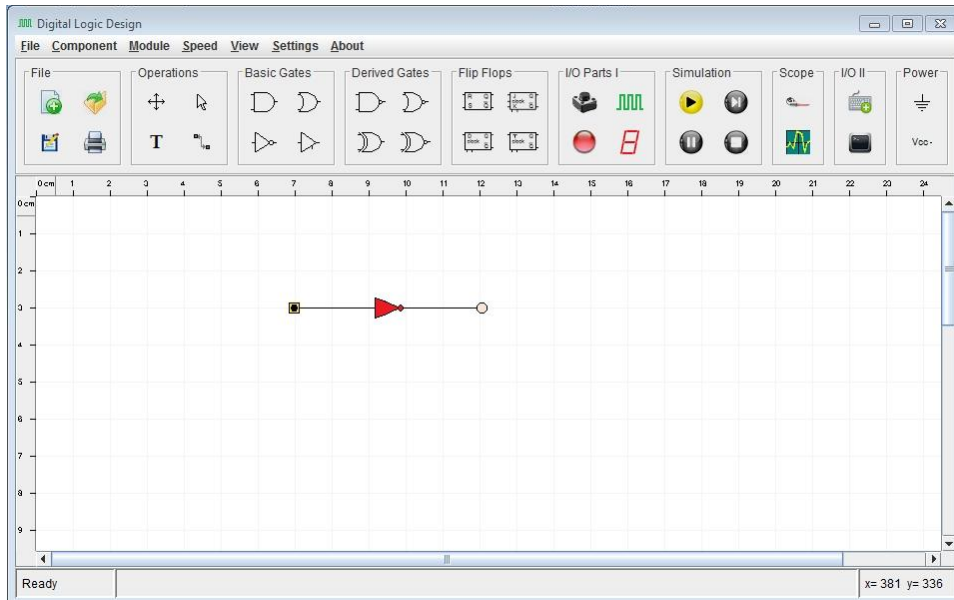 Digital Logic Design
File Component Module Speed View Settings About
File Operations Basic Gates Derived Gates Flip Flops I/O Parts I Simulation Scope I/O II Power
T
Vcc
0 cm 1 2 3 4 5 6 7 8 9 10 11 12 13 14 15 16 17 18 19 20 21 22 23 24
0 cm
1
2
3
4
5
6
7
8
9
Ready x= 381 y= 336